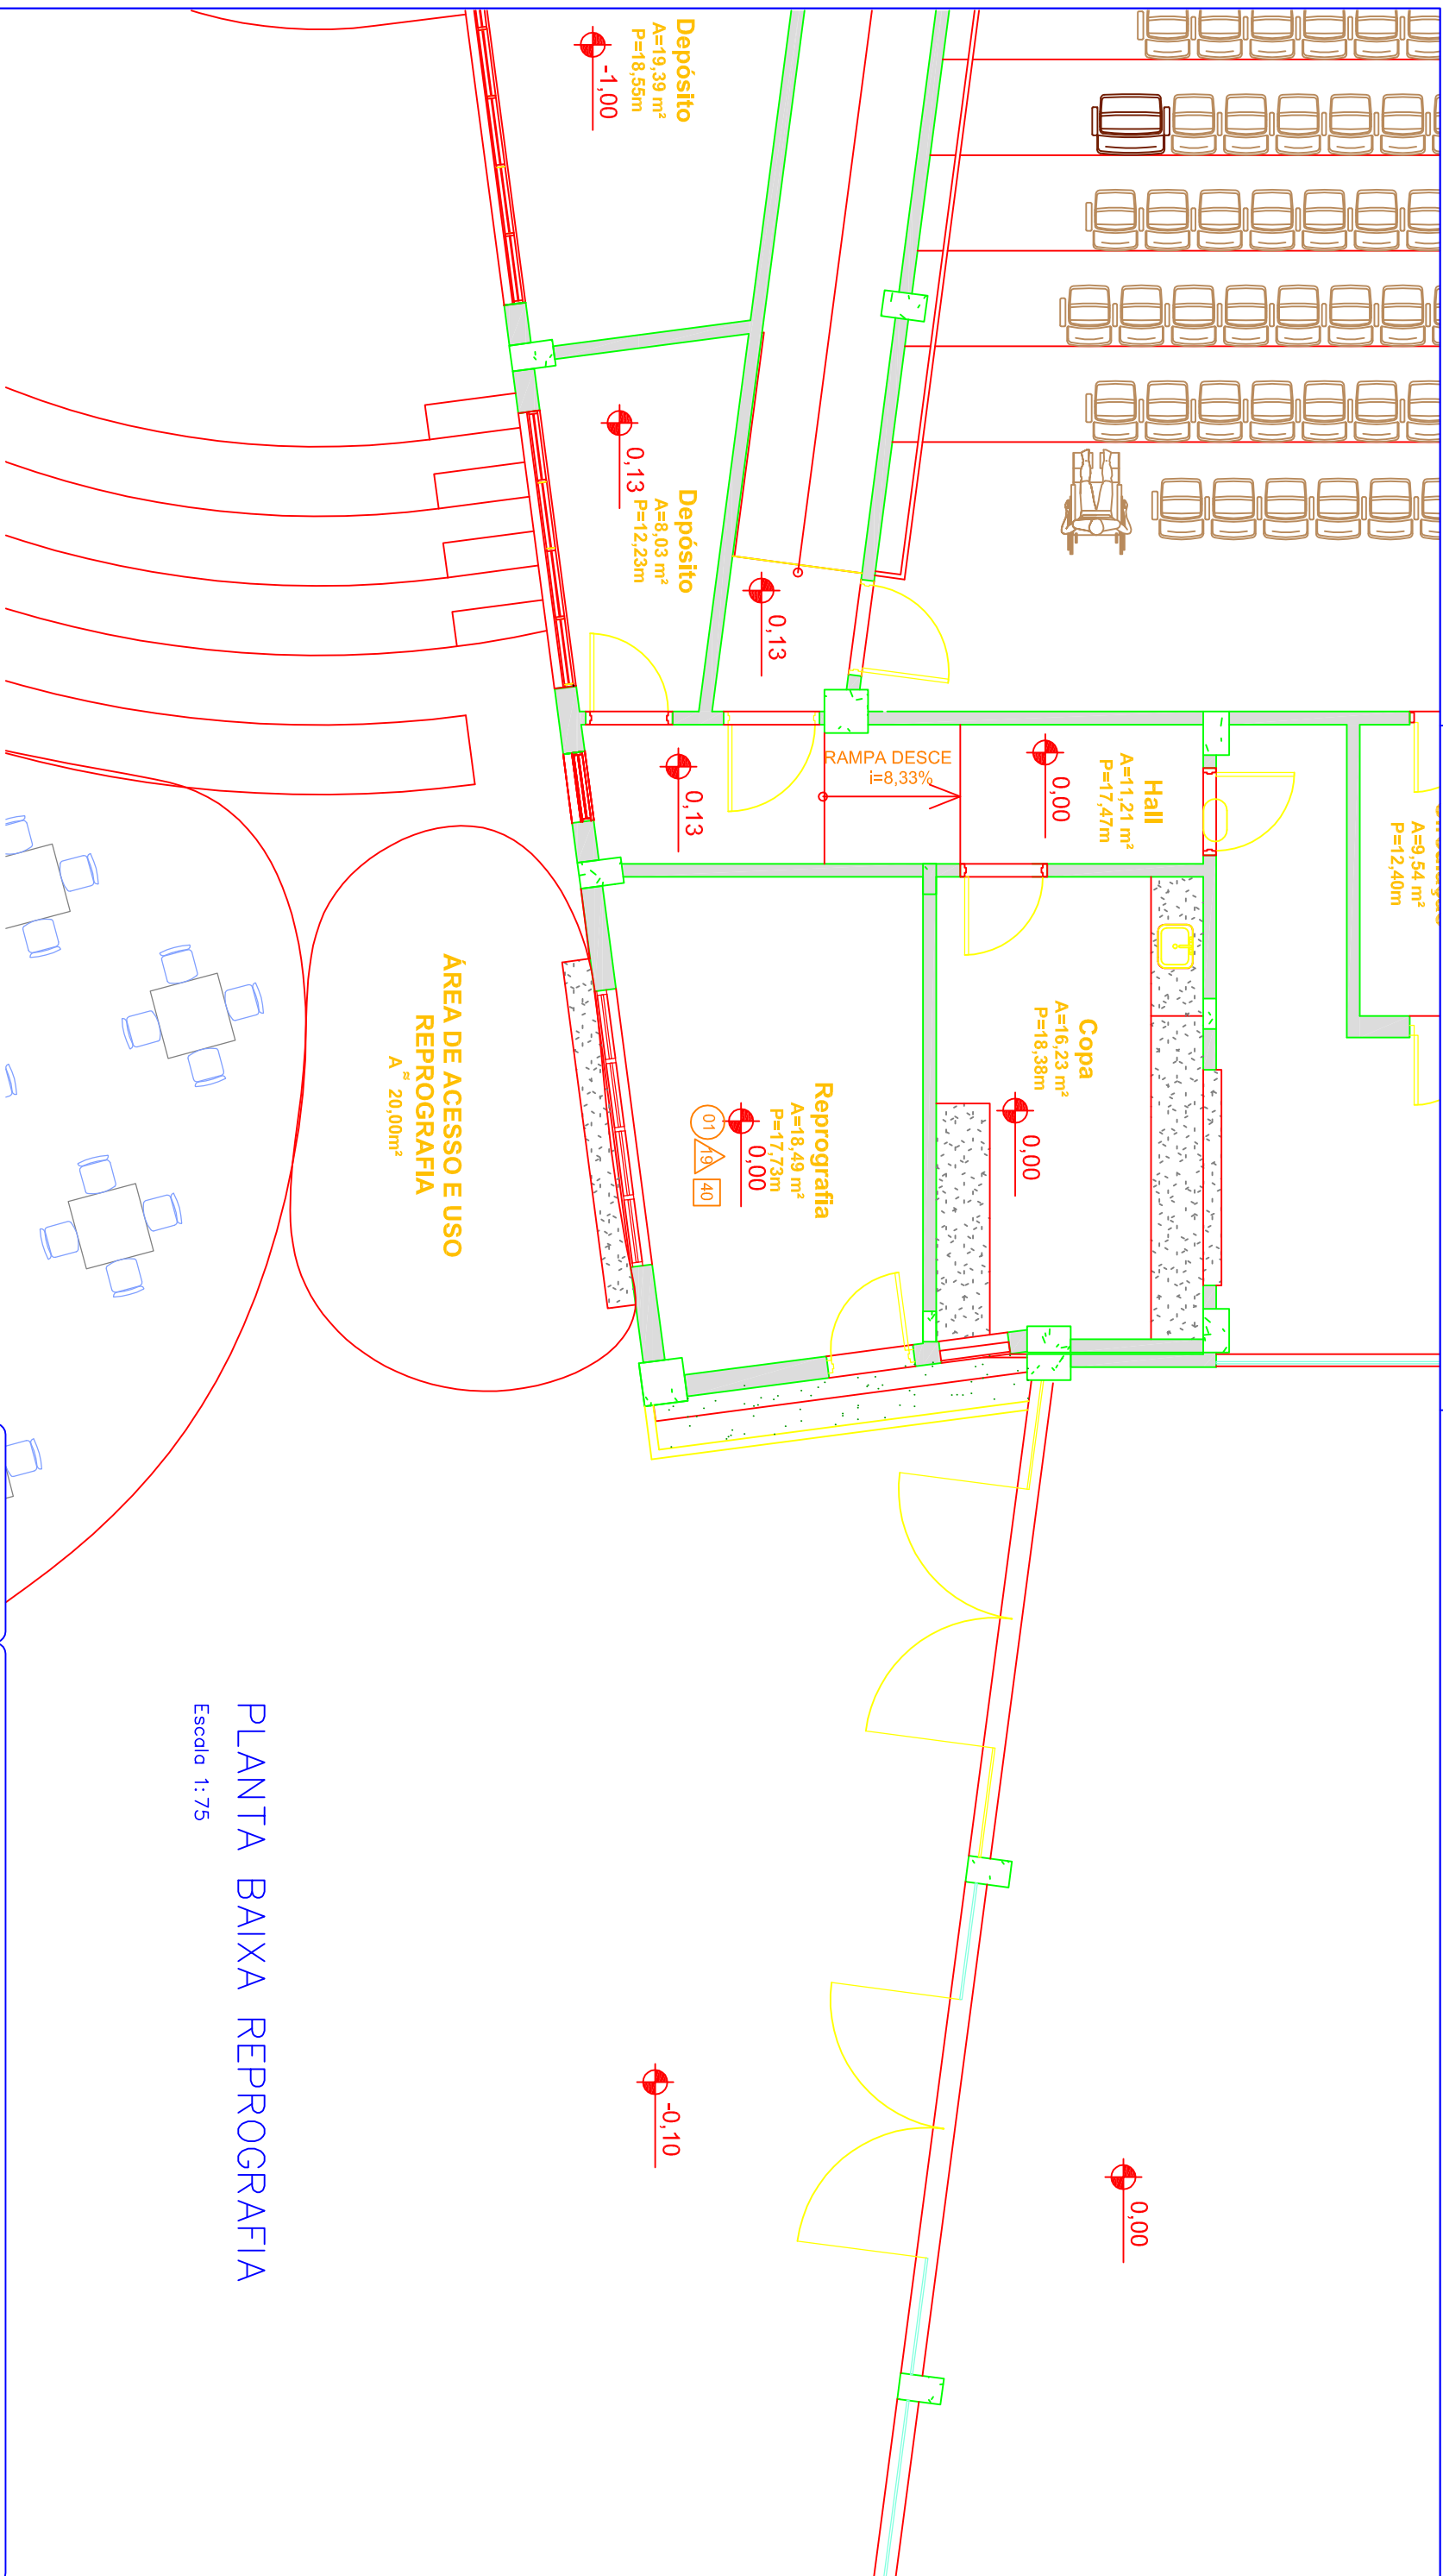 Depósito
A=19,39 m²
P=18,55m
-1,00
Depósito
A=8,03 m²
P=12,23m
0,13
0,13
0,13
RAMPA DESCE
i=8,33%
Hall
A=11,21 m²
P=17,47m
0,00
A=9,54 m²
P=12,40m
Copa
A=16,23 m²
P=18,38m
0,00
Reprografia
A=18,49 m²
P=17,73m
0,00
01 19 40
ÁREA DE ACESSO E USO
REPROGRAFIA
A ≈ 20,00m²
-0,10
0,00
PLANTA BAIXA REPROGRAFIA
Escala 1:75